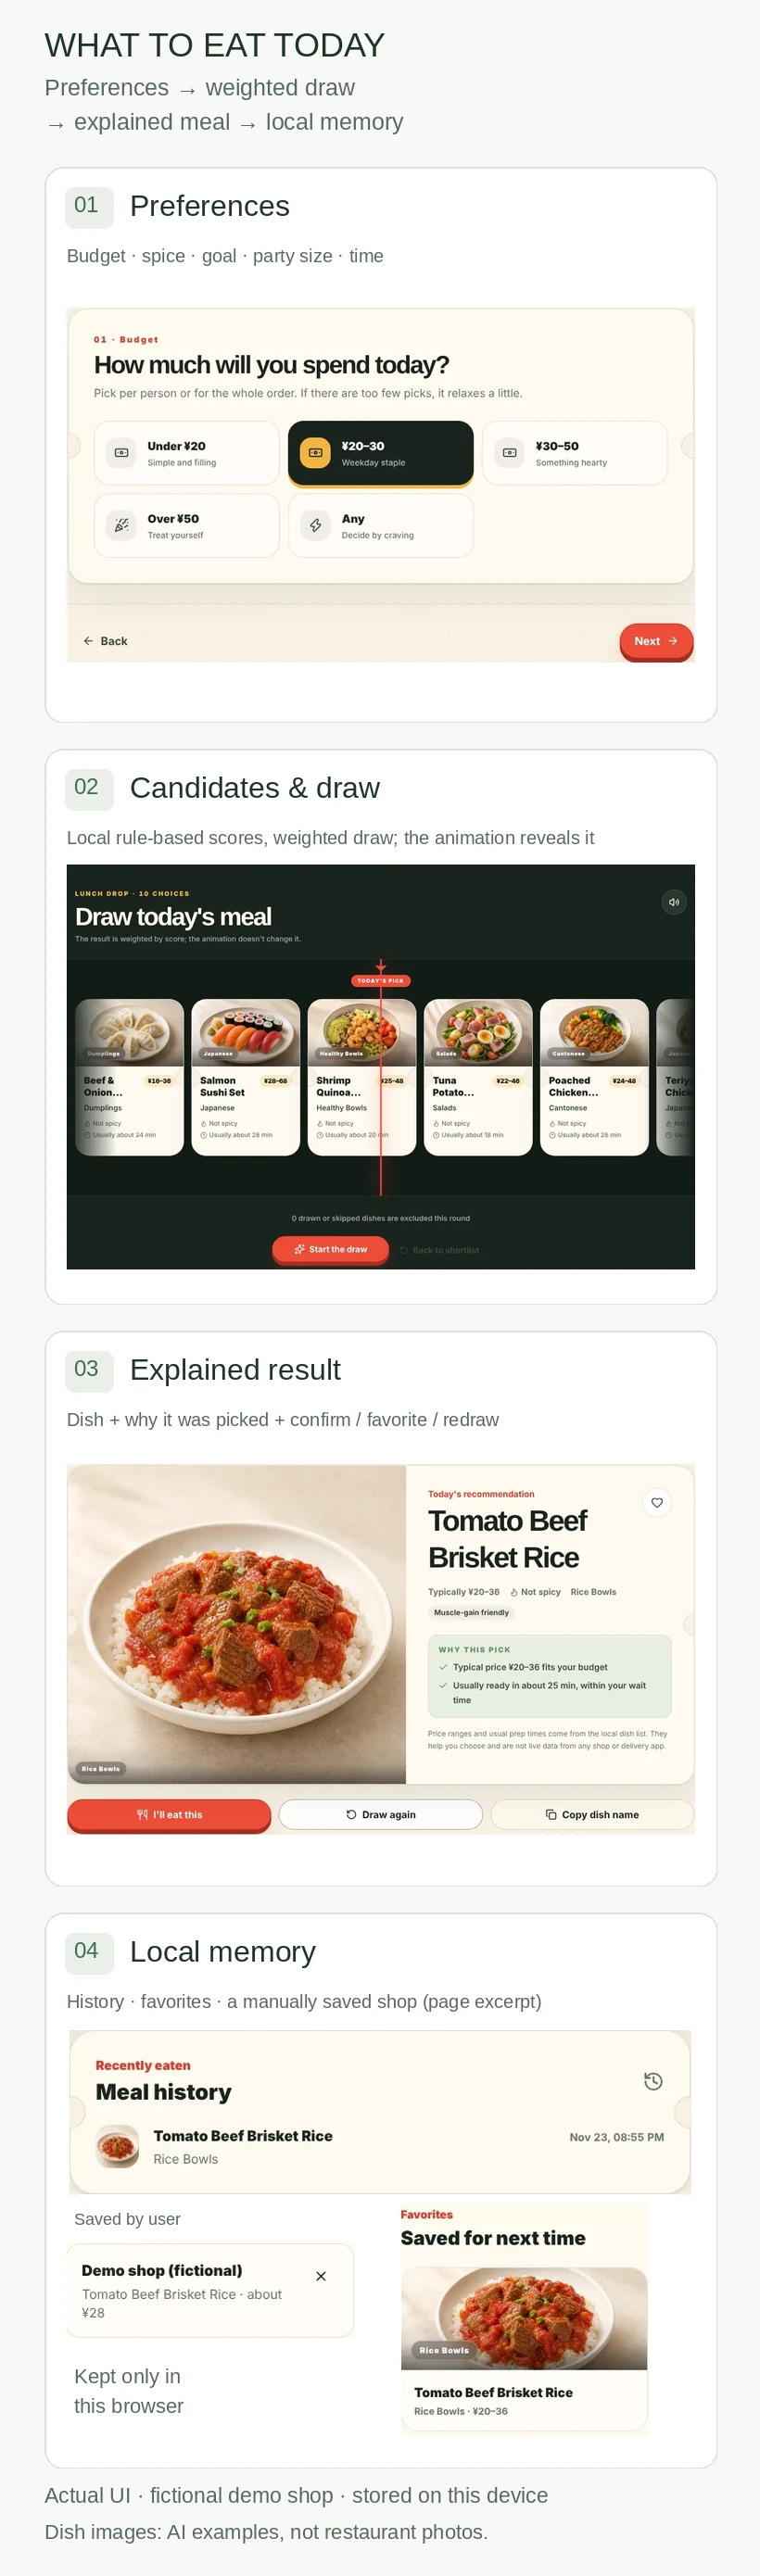 WHAT TO EAT TODAY
Preferences → weighted draw
→ explained meal → local memory
01 Preferences
Budget · spice · goal · party size · time
01 · Budget
How much will you spend today?
Pick per person or for the whole order. If there are too few picks, it relaxes a little.
Under ¥20
Simple and filling
¥20–30
Weekday staple
¥30–50
Something hearty
Over ¥50
Treat yourself
Any
Decide by craving
← Back
Next →
02 Candidates & draw
Local rule-based scores, weighted draw; the animation reveals it
LUNCH DROP · 10 CHOICES
Draw today's meal
The result is weighted by score; the animation doesn't change it.
TODAY'S PICK
Dumplings
Beef &
Onion...
¥16–36
Dumplings
Not spicy
Usually about 24 min
Japanese
Salmon
Sushi Set
¥28–68
Japanese
Not spicy
Usually about 28 min
Healthy Bowls
Shrimp
Quinoa...
¥25–48
Healthy Bowls
Not spicy
Usually about 20 min
Salads
Tuna
Potato...
¥22–46
Salads
Not spicy
Usually about 18 min
Cantonese
Poached
Chicken...
¥24–48
Cantonese
Not spicy
Usually about 26 min
0 drawn or skipped dishes are excluded this round
Start the draw
Back to shortlist
03 Explained result
Dish + why it was picked + confirm / favorite / redraw
Today's recommendation
Tomato Beef
Brisket Rice
Typically ¥20–36 Not spicy Rice Bowls
Muscle-gain friendly
WHY THIS PICK
Typical price ¥20–36 fits your budget
Usually ready in about 25 min, within your wait
time
Price ranges and usual prep times come from the local dish list. They
help you choose and are not live data from any shop or delivery app.
Rice Bowls
I'll eat this
Draw again
Copy dish name
04 Local memory
History · favorites · a manually saved shop (page excerpt)
Recently eaten
Meal history
Tomato Beef Brisket Rice
Rice Bowls
Nov 23, 08:55 PM
Saved by user
Demo shop (fictional)
Tomato Beef Brisket Rice · about
¥28
Kept only in
this browser
Favorites
Saved for next time
Rice Bowls
Tomato Beef Brisket Rice
Rice Bowls · ¥20–36
Actual UI · fictional demo shop · stored on this device
Dish images: AI examples, not restaurant photos.